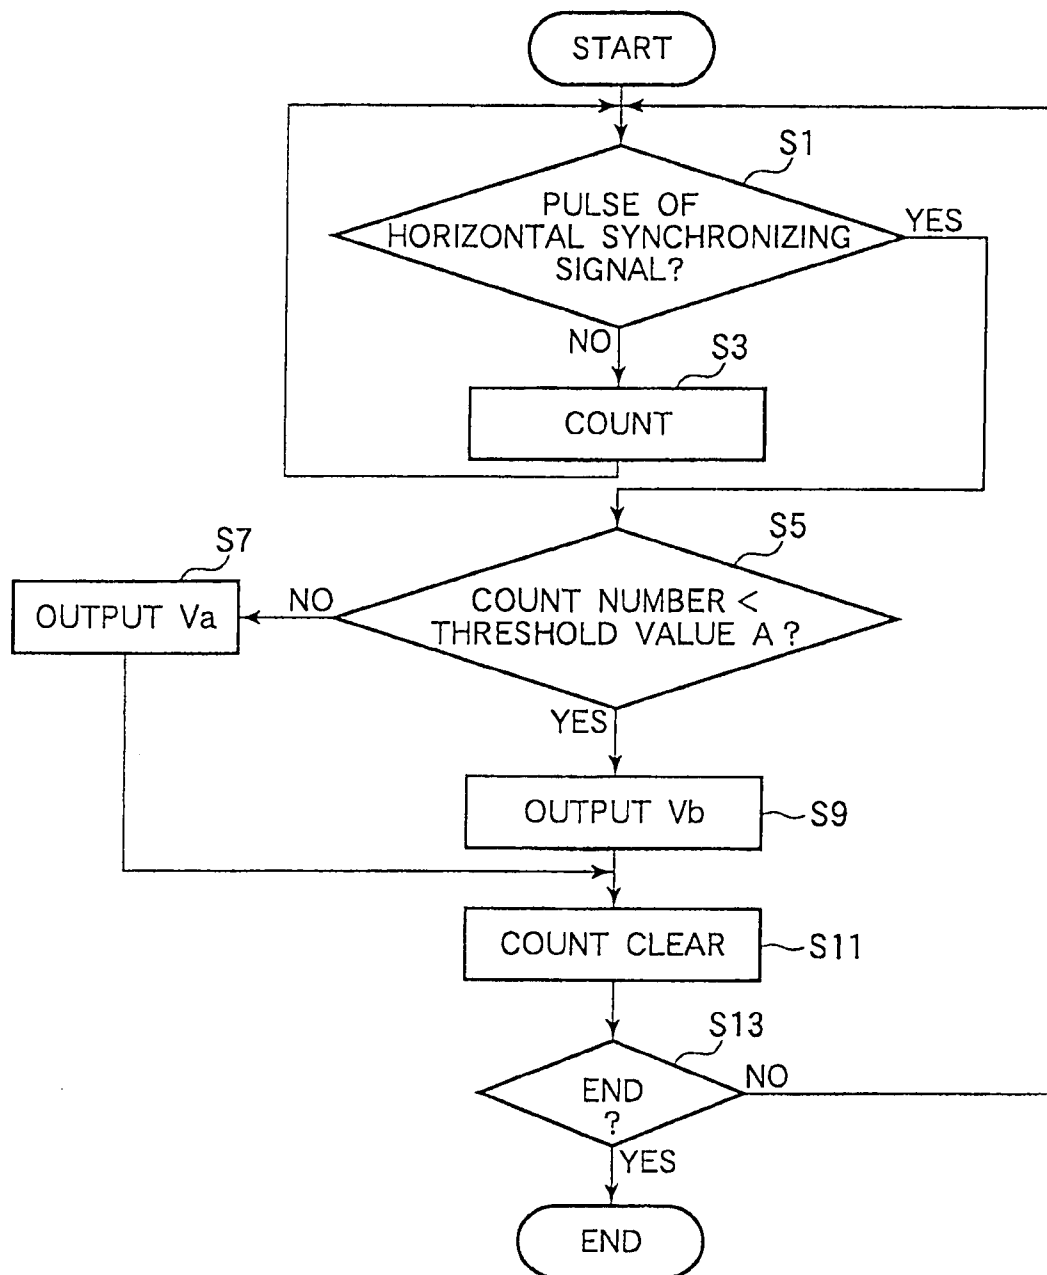 START
S1
PULSE OF
HORIZONTAL SYNCHRONIZING
SIGNAL?
YES
NO
S3
COUNT
S5
S7
COUNT NUMBER <
THRESHOLD VALUE A ?
NO
OUTPUT Va
YES
OUTPUT Vb
S9
COUNT CLEAR
S11
S13
END
?
NO
YES
END